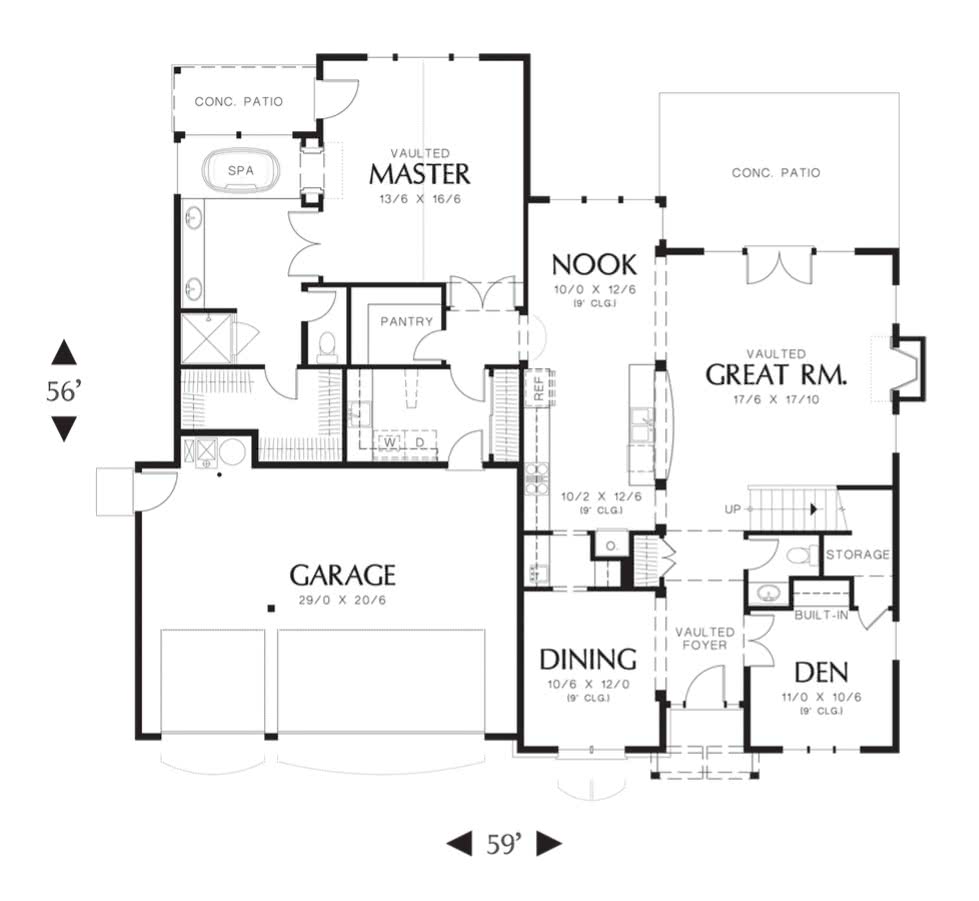 CONC. PATIO
SPA
VAULTED
MASTER
13/6 X 16/6
CONC. PATIO
NOOK
10/0 X 12/6
(9' CLG.)
PANTRY
VAULTED
GREAT RM.
17/6 X 17/10
56'
REF.
W
D
10/2 X 12/6
(9' CLG.)
UP
O.
STORAGE
GARAGE
29/0 X 20/6
BUILT-IN
VAULTED
FOYER
DINING
10/6 X 12/0
(9' CLG.)
DEN
11/0 X 10/6
(9' CLG.)
59'